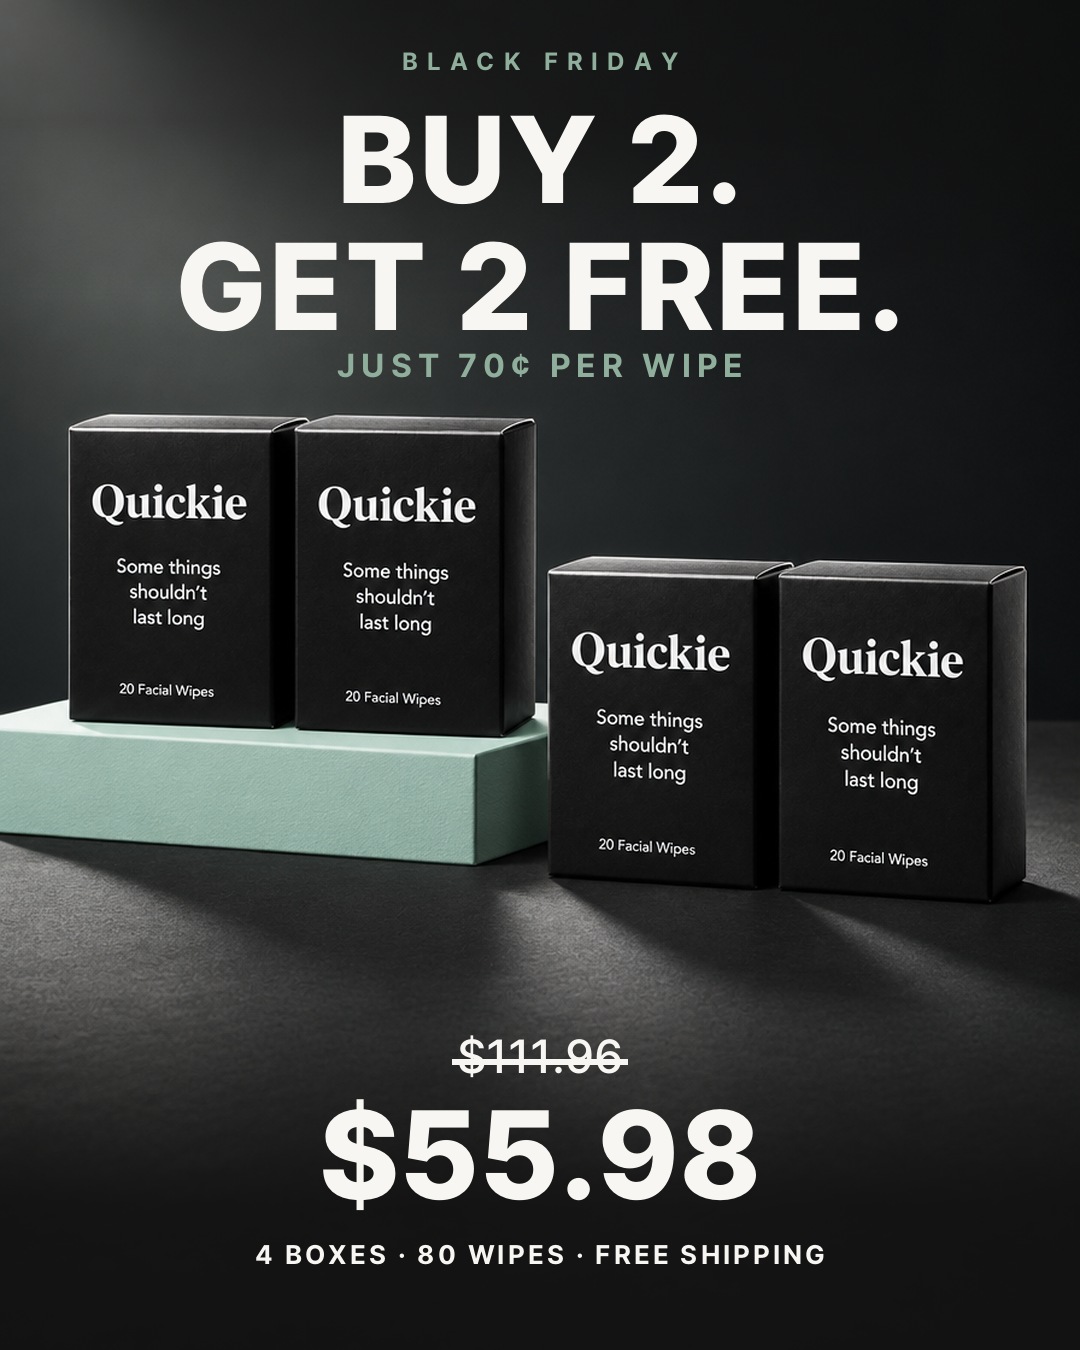 BLACK FRIDAY
BUY 2.
GET 2 FREE.
JUST 70¢ PER WIPE
Quickie
Some things
shouldn't
last long
20 Facial Wipes
Quickie
Some things
shouldn't
last long
20 Facial Wipes
Quickie
Some things
shouldn't
last long
20 Facial Wipes
Quickie
Some things
shouldn't
last long
20 Facial Wipes
$111.96
$55.98
4 BOXES · 80 WIPES · FREE SHIPPING